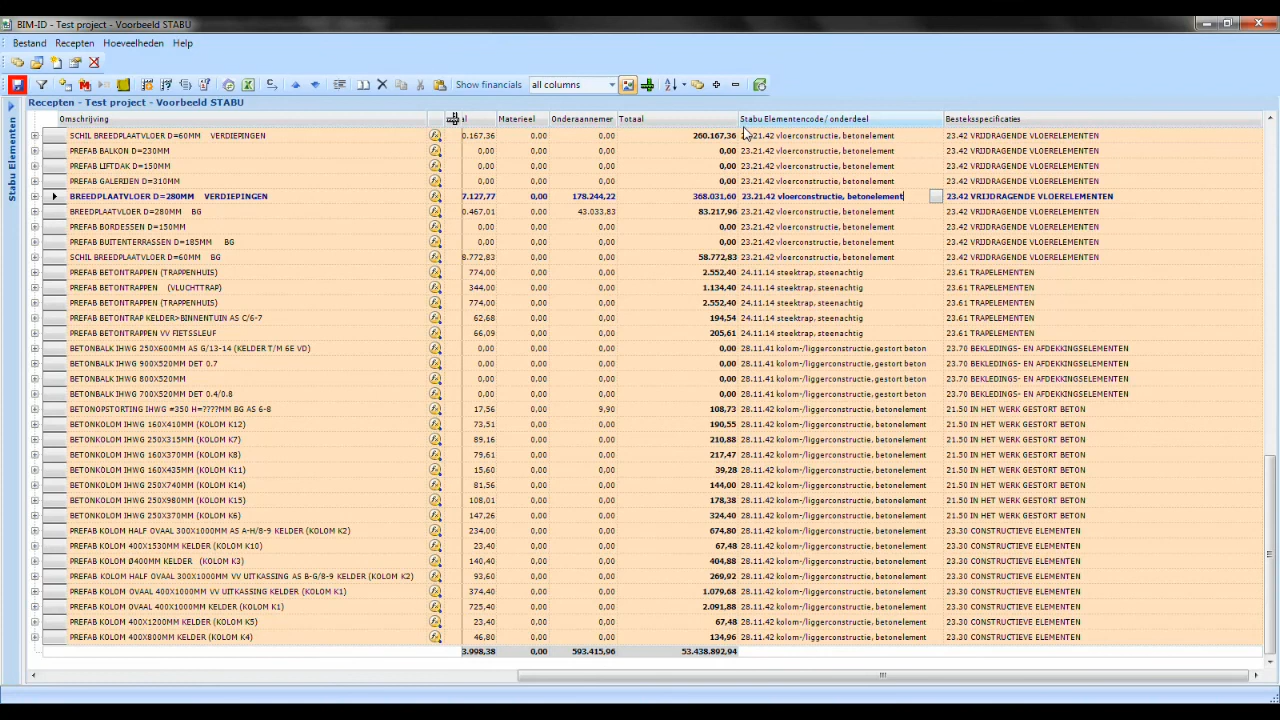 BIM-ID - Test project - Voorbeeld STABU
Bestand Recepten Hoeveelheden Help
Show financials all columns
Recepten - Test project - Voorbeeld STABU
Stabu Elementen
Omschrijving al Materieel Onderaannemer Totaal Stabu Elementencode/ onderdeel Besteksspecificaties
SCHIL BREEDPLAATVLOER D=60MM VERDIEPINGEN 0.167,36 0,00 0,00 260.167,36 23.21.42 vloerconstructie, betonelement 23.42 VRIJDRAGENDE VLOERELEMENTEN
PREFAB BALKON D=230MM 0,00 0,00 0,00 0,00 23.21.42 vloerconstructie, betonelement 23.42 VRIJDRAGENDE VLOERELEMENTEN
PREFAB LIFTDAK D=150MM 0,00 0,00 0,00 0,00 23.21.42 vloerconstructie, betonelement 23.42 VRIJDRAGENDE VLOERELEMENTEN
PREFAB GALERIJEN D=310MM 0,00 0,00 0,00 0,00 23.21.42 vloerconstructie, betonelement 23.42 VRIJDRAGENDE VLOERELEMENTEN
BREEDPLAATVLOER D=280MM VERDIEPINGEN 7.127,77 0,00 178.244,22 368.031,60 23.21.42 vloerconstructie, betonelement 23.42 VRIJDRAGENDE VLOERELEMENTEN
BREEDPLAATVLOER D=280MM BG 0.467,01 0,00 43.033,83 83.217,96 23.21.42 vloerconstructie, betonelement 23.42 VRIJDRAGENDE VLOERELEMENTEN
PREFAB BORDESSEN D=150MM 0,00 0,00 0,00 0,00 23.21.42 vloerconstructie, betonelement 23.42 VRIJDRAGENDE VLOERELEMENTEN
PREFAB BUITENTERRASSEN D=185MM BG 0,00 0,00 0,00 0,00 23.21.42 vloerconstructie, betonelement 23.42 VRIJDRAGENDE VLOERELEMENTEN
SCHIL BREEDPLAATVLOER D=60MM BG 8.772,83 0,00 0,00 58.772,83 23.21.42 vloerconstructie, betonelement 23.42 VRIJDRAGENDE VLOERELEMENTEN
PREFAB BETONTRAPPEN (TRAPPENHUIS) 774,00 0,00 0,00 2.552,40 24.11.14 steektrap, steenachtig 23.61 TRAPELEMENTEN
PREFAB BETONTRAPPEN (VLUCHTTRAP) 344,00 0,00 0,00 1.134,40 24.11.14 steektrap, steenachtig 23.61 TRAPELEMENTEN
PREFAB BETONTRAPPEN (TRAPPENHUIS) 774,00 0,00 0,00 2.552,40 24.11.14 steektrap, steenachtig 23.61 TRAPELEMENTEN
PREFAB BETONTRAP KELDER>BINNENTUIN AS C/6-7 62,68 0,00 0,00 194,54 24.11.14 steektrap, steenachtig 23.61 TRAPELEMENTEN
PREFAB BETONTRAPPEN VV FIETSSLEUF 66,09 0,00 0,00 205,61 24.11.14 steektrap, steenachtig 23.61 TRAPELEMENTEN
BETONBALK IHWG 250X600MM AS G/13-14 (KELDER T/M 6E VD) 0,00 0,00 0,00 0,00 28.11.41 kolom-/liggerconstructie, gestort beton 23.70 BEKLEDINGS- EN AFDEKKINGSELEMENTEN
BETONBALK IHWG 900X520MM DET 0.7 0,00 0,00 0,00 0,00 28.11.41 kolom-/liggerconstructie, gestort beton 23.70 BEKLEDINGS- EN AFDEKKINGSELEMENTEN
BETONBALK IHWG 800X520MM 0,00 0,00 0,00 0,00 28.11.41 kolom-/liggerconstructie, gestort beton 23.70 BEKLEDINGS- EN AFDEKKINGSELEMENTEN
BETONBALK IHWG 700X520MM DET 0.4/0.8 0,00 0,00 0,00 0,00 28.11.41 kolom-/liggerconstructie, gestort beton 23.70 BEKLEDINGS- EN AFDEKKINGSELEMENTEN
BETONOPSTORTING IHWG =350 H=????MM BG AS 6-8 17,56 0,00 9,90 108,73 28.11.42 kolom-/liggerconstructie, betonelement 21.50 IN HET WERK GESTORT BETON
BETONKOLOM IHWG 160X410MM (KOLOM K12) 73,51 0,00 0,00 190,55 28.11.42 kolom-/liggerconstructie, betonelement 21.50 IN HET WERK GESTORT BETON
BETONKOLOM IHWG 250X315MM (KOLOM K7) 89,16 0,00 0,00 210,88 28.11.42 kolom-/liggerconstructie, betonelement 21.50 IN HET WERK GESTORT BETON
BETONKOLOM IHWG 160X370MM (KOLOM K8) 79,61 0,00 0,00 217,47 28.11.42 kolom-/liggerconstructie, betonelement 21.50 IN HET WERK GESTORT BETON
BETONKOLOM IHWG 160X435MM (KOLOM K11) 15,60 0,00 0,00 39,28 28.11.42 kolom-/liggerconstructie, betonelement 21.50 IN HET WERK GESTORT BETON
BETONKOLOM IHWG 250X740MM (KOLOM K14) 81,56 0,00 0,00 144,00 28.11.42 kolom-/liggerconstructie, betonelement 21.50 IN HET WERK GESTORT BETON
BETONKOLOM IHWG 250X980MM (KOLOM K15) 108,01 0,00 0,00 178,38 28.11.42 kolom-/liggerconstructie, betonelement 21.50 IN HET WERK GESTORT BETON
BETONKOLOM IHWG 250X370MM (KOLOM K6) 147,26 0,00 0,00 324,40 28.11.42 kolom-/liggerconstructie, betonelement 21.50 IN HET WERK GESTORT BETON
PREFAB KOLOM HALF OVAAL 300X1000MM AS A-H/8-9 KELDER (KOLOM K2) 234,00 0,00 0,00 674,80 28.11.42 kolom-/liggerconstructie, betonelement 23.30 CONSTRUCTIEVE ELEMENTEN
PREFAB KOLOM 400X1530MM KELDER (KOLOM K10) 23,40 0,00 0,00 67,48 28.11.42 kolom-/liggerconstructie, betonelement 23.30 CONSTRUCTIEVE ELEMENTEN
PREFAB KOLOM Ø400MM KELDER (KOLOM K3) 140,40 0,00 0,00 404,88 28.11.42 kolom-/liggerconstructie, betonelement 23.30 CONSTRUCTIEVE ELEMENTEN
PREFAB KOLOM HALF OVAAL 300X1000MM VV UITKASSING AS B-G/8-9 KELDER (KOLOM K2) 93,60 0,00 0,00 269,92 28.11.42 kolom-/liggerconstructie, betonelement 23.30 CONSTRUCTIEVE ELEMENTEN
PREFAB KOLOM OVAAL 400X1000MM VV UITKASSING KELDER (KOLOM K1) 374,40 0,00 0,00 1.079,68 28.11.42 kolom-/liggerconstructie, betonelement 23.30 CONSTRUCTIEVE ELEMENTEN
PREFAB KOLOM OVAAL 400X1000MM KELDER (KOLOM K1) 725,40 0,00 0,00 2.091,88 28.11.42 kolom-/liggerconstructie, betonelement 23.30 CONSTRUCTIEVE ELEMENTEN
PREFAB KOLOM 400X1200MM KELDER (KOLOM K5) 23,40 0,00 0,00 67,48 28.11.42 kolom-/liggerconstructie, betonelement 23.30 CONSTRUCTIEVE ELEMENTEN
PREFAB KOLOM 400X800MM KELDER (KOLOM K4) 46,80 0,00 0,00 134,96 28.11.42 kolom-/liggerconstructie, betonelement 23.30 CONSTRUCTIEVE ELEMENTEN
3.998,38 0,00 593.415,96 53.438.892,94